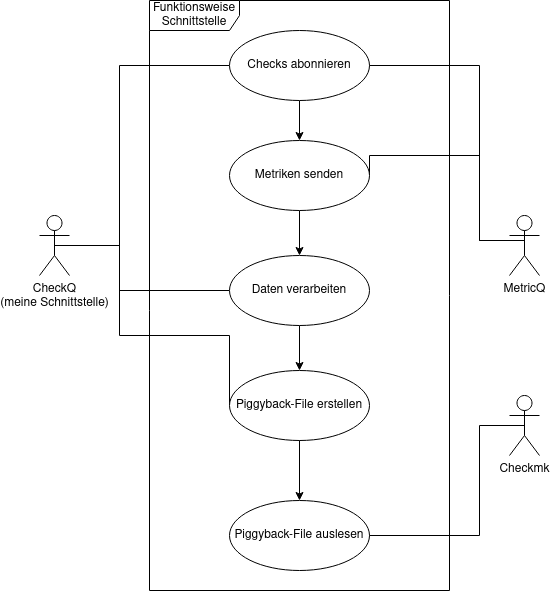 Funktionsweise
Schnittstelle
Checks abonnieren
Metriken senden
CheckQ
(meine Schnittstelle)
MetricQ
Daten verarbeiten
Piggyback-File erstellen
Checkmk
Piggyback-File auslesen